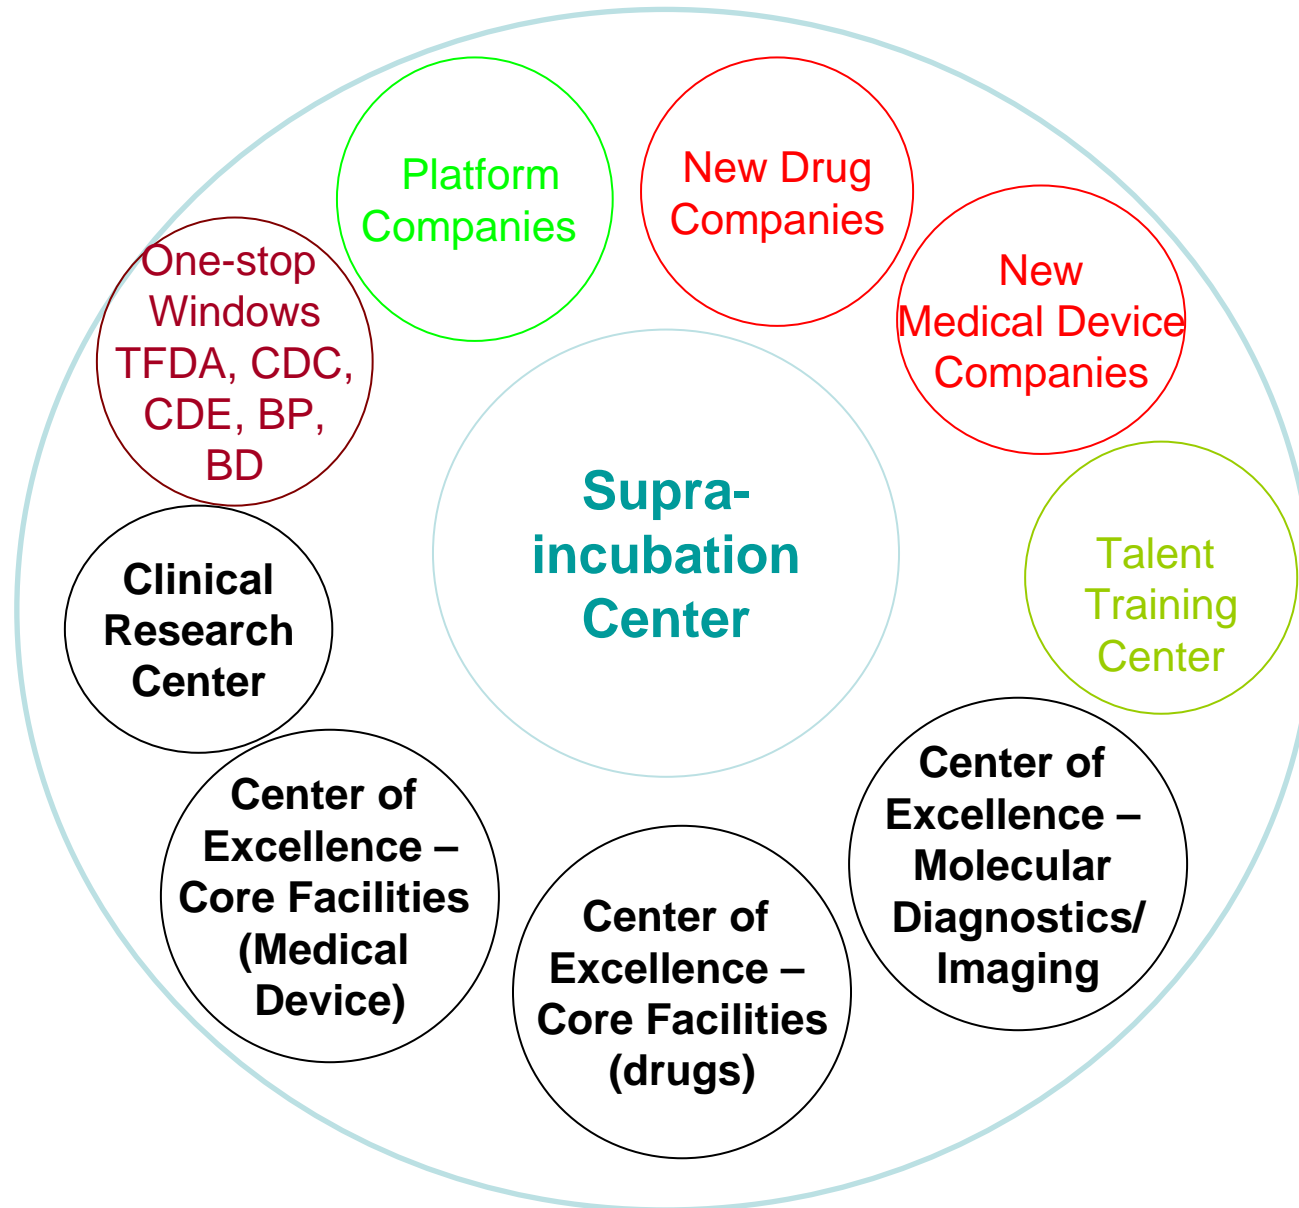 Platform
Companies
New Drug
Companies
New
Medical Device
Companies
One-stop
Windows
TFDA, CDC,
CDE, BP,
BD
Supra-
incubation
Center
Talent
Training
Center
Clinical
Research
Center
Center of
Excellence –
Core Facilities
(Medical
Device)
Center of
Excellence –
Core Facilities
(drugs)
Center of
Excellence –
Molecular
Diagnostics/
Imaging